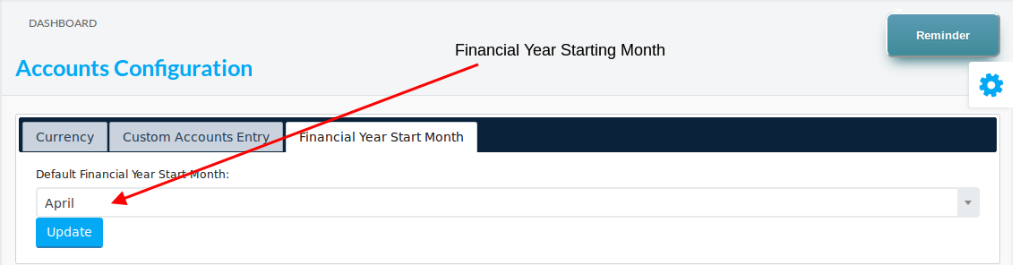 DASHBOARD
Reminder
Financial Year Starting Month
Accounts Configuration
Currency Custom Accounts Entry Financial Year Start Month
Default Financial Year Start Month:
April
Update